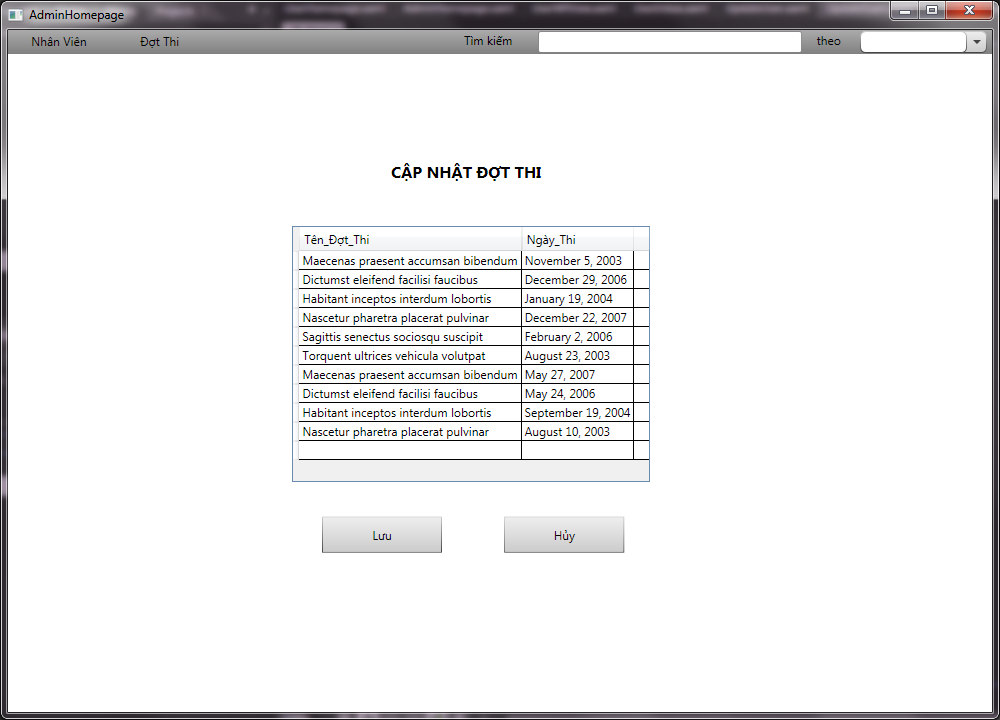 AdminHomepage
Nhân Viên Đợt Thi Tìm kiếm theo
CẬP NHẬT ĐỢT THI
Tên_Đợt_Thi Ngày_Thi
Maecenas praesent accumsan bibendum November 5, 2003
Dictumst eleifend facilisi faucibus December 29, 2006
Habitant inceptos interdum lobortis January 19, 2004
Nascetur pharetra placerat pulvinar December 22, 2007
Sagittis senectus sociosqu suscipit February 2, 2006
Torquent ultrices vehicula volutpat August 23, 2003
Maecenas praesent accumsan bibendum May 27, 2007
Dictumst eleifend facilisi faucibus May 24, 2006
Habitant inceptos interdum lobortis September 19, 2004
Nascetur pharetra placerat pulvinar August 10, 2003
Lưu Hủy